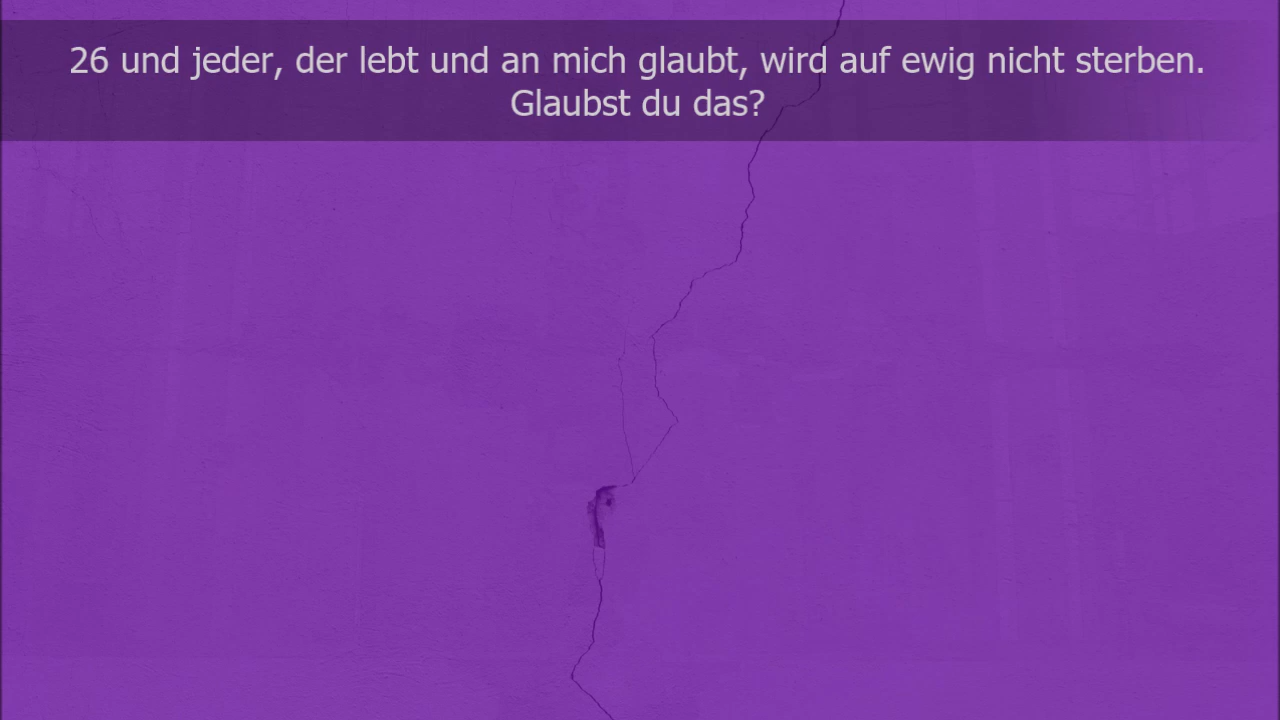 26 und jeder, der lebt und an mich glaubt, wird auf ewig nicht sterben.
Glaubst du das?